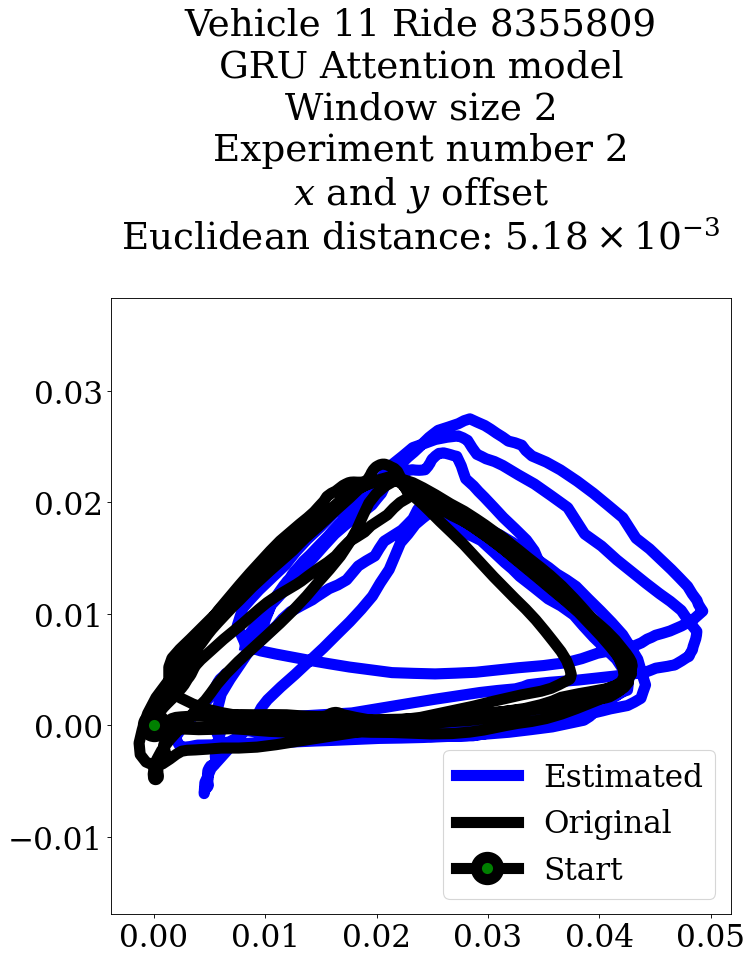 Vehicle 11 Ride 8355809
GRU Attention model
Window size 2
Experiment number 2
x and y offset
Euclidean distance: 5.18 × 10⁻³
0.03
0.02
0.01
0.00
−0.01
Estimated
Original
Start
0.00 0.01 0.02 0.03 0.04 0.05